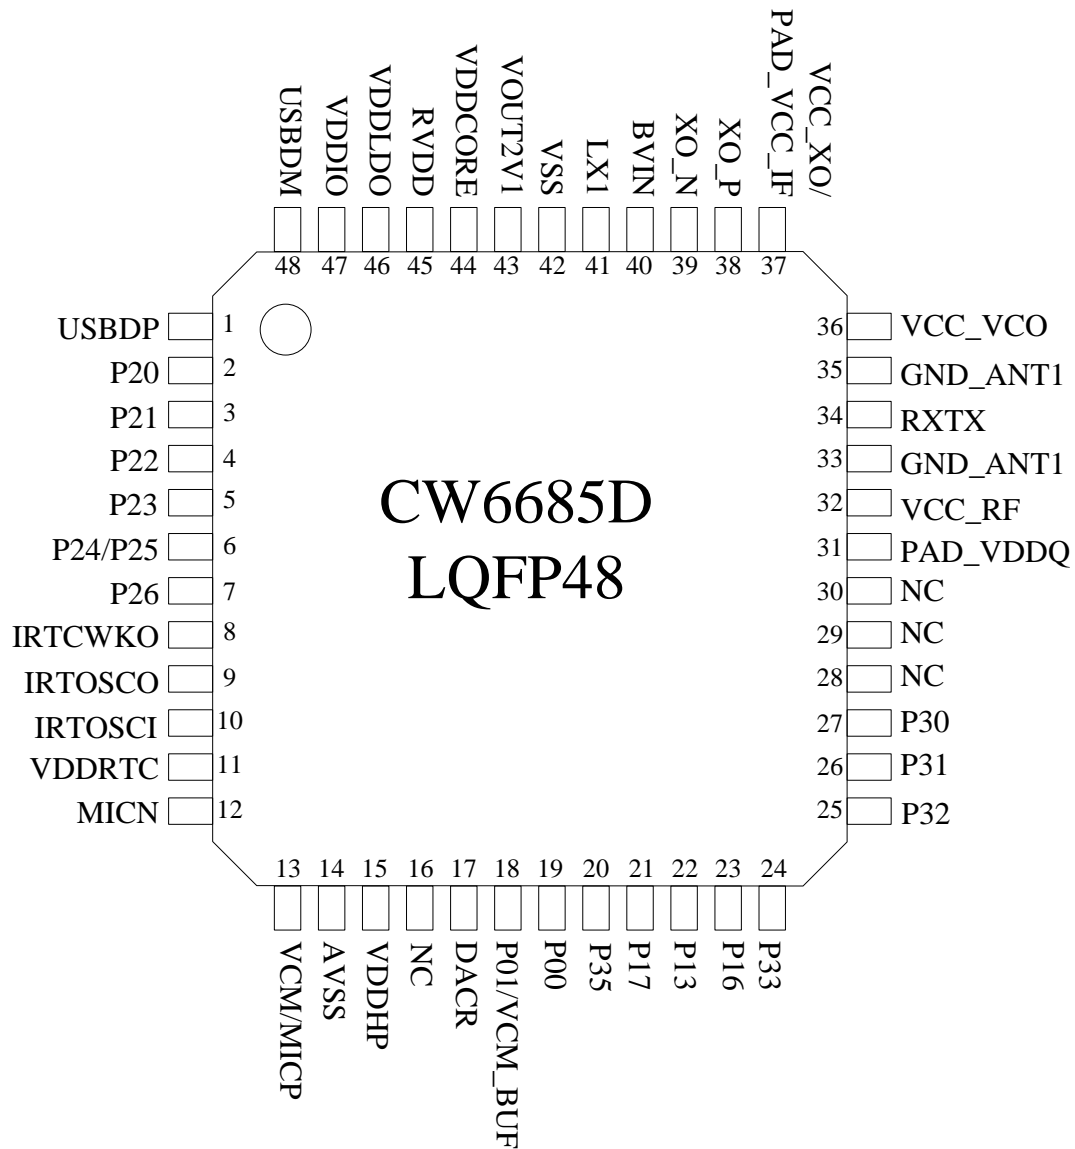 USBDM
VDDIO
VDDLDO
RVDD
VDDCORE
VOUT2V1
VSS
LX1
BVIN
XO_N
XO_P
VCC_XO/
PAD_VCC_IF
48 47 46 45 44 43 42 41 40 39 38 37
USBDP 1
P20 2
P21 3
P22 4
P23 5
P24/P25 6
P26 7
IRTCWKO 8
IRTOSCO 9
IRTOSCI 10
VDDRTC 11
MICN 12
CW6685D
LQFP48
36 VCC_VCO
35 GND_ANT1
34 RXTX
33 GND_ANT1
32 VCC_RF
31 PAD_VDDQ
30 NC
29 NC
28 NC
27 P30
26 P31
25 P32
13 14 15 16 17 18 19 20 21 22 23 24
VCM/MICP
AVSS
VDDHP
NC
DACR
P01/VCM_BUF
P00
P35
P17
P13
P16
P33